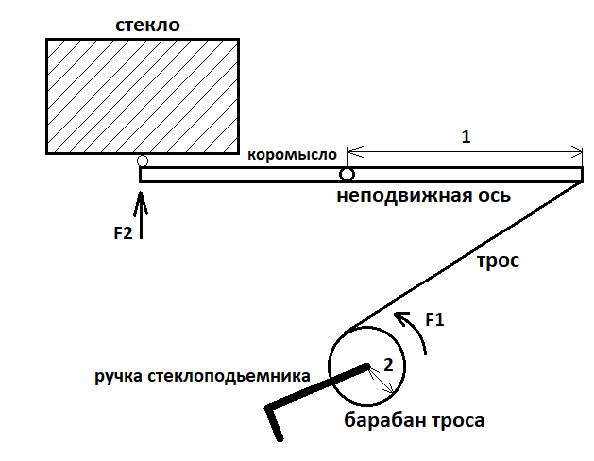 стекло
1
коромысло
неподвижная ось
F2
трос
F1
2
ручка стеклоподьемника
барабан троса